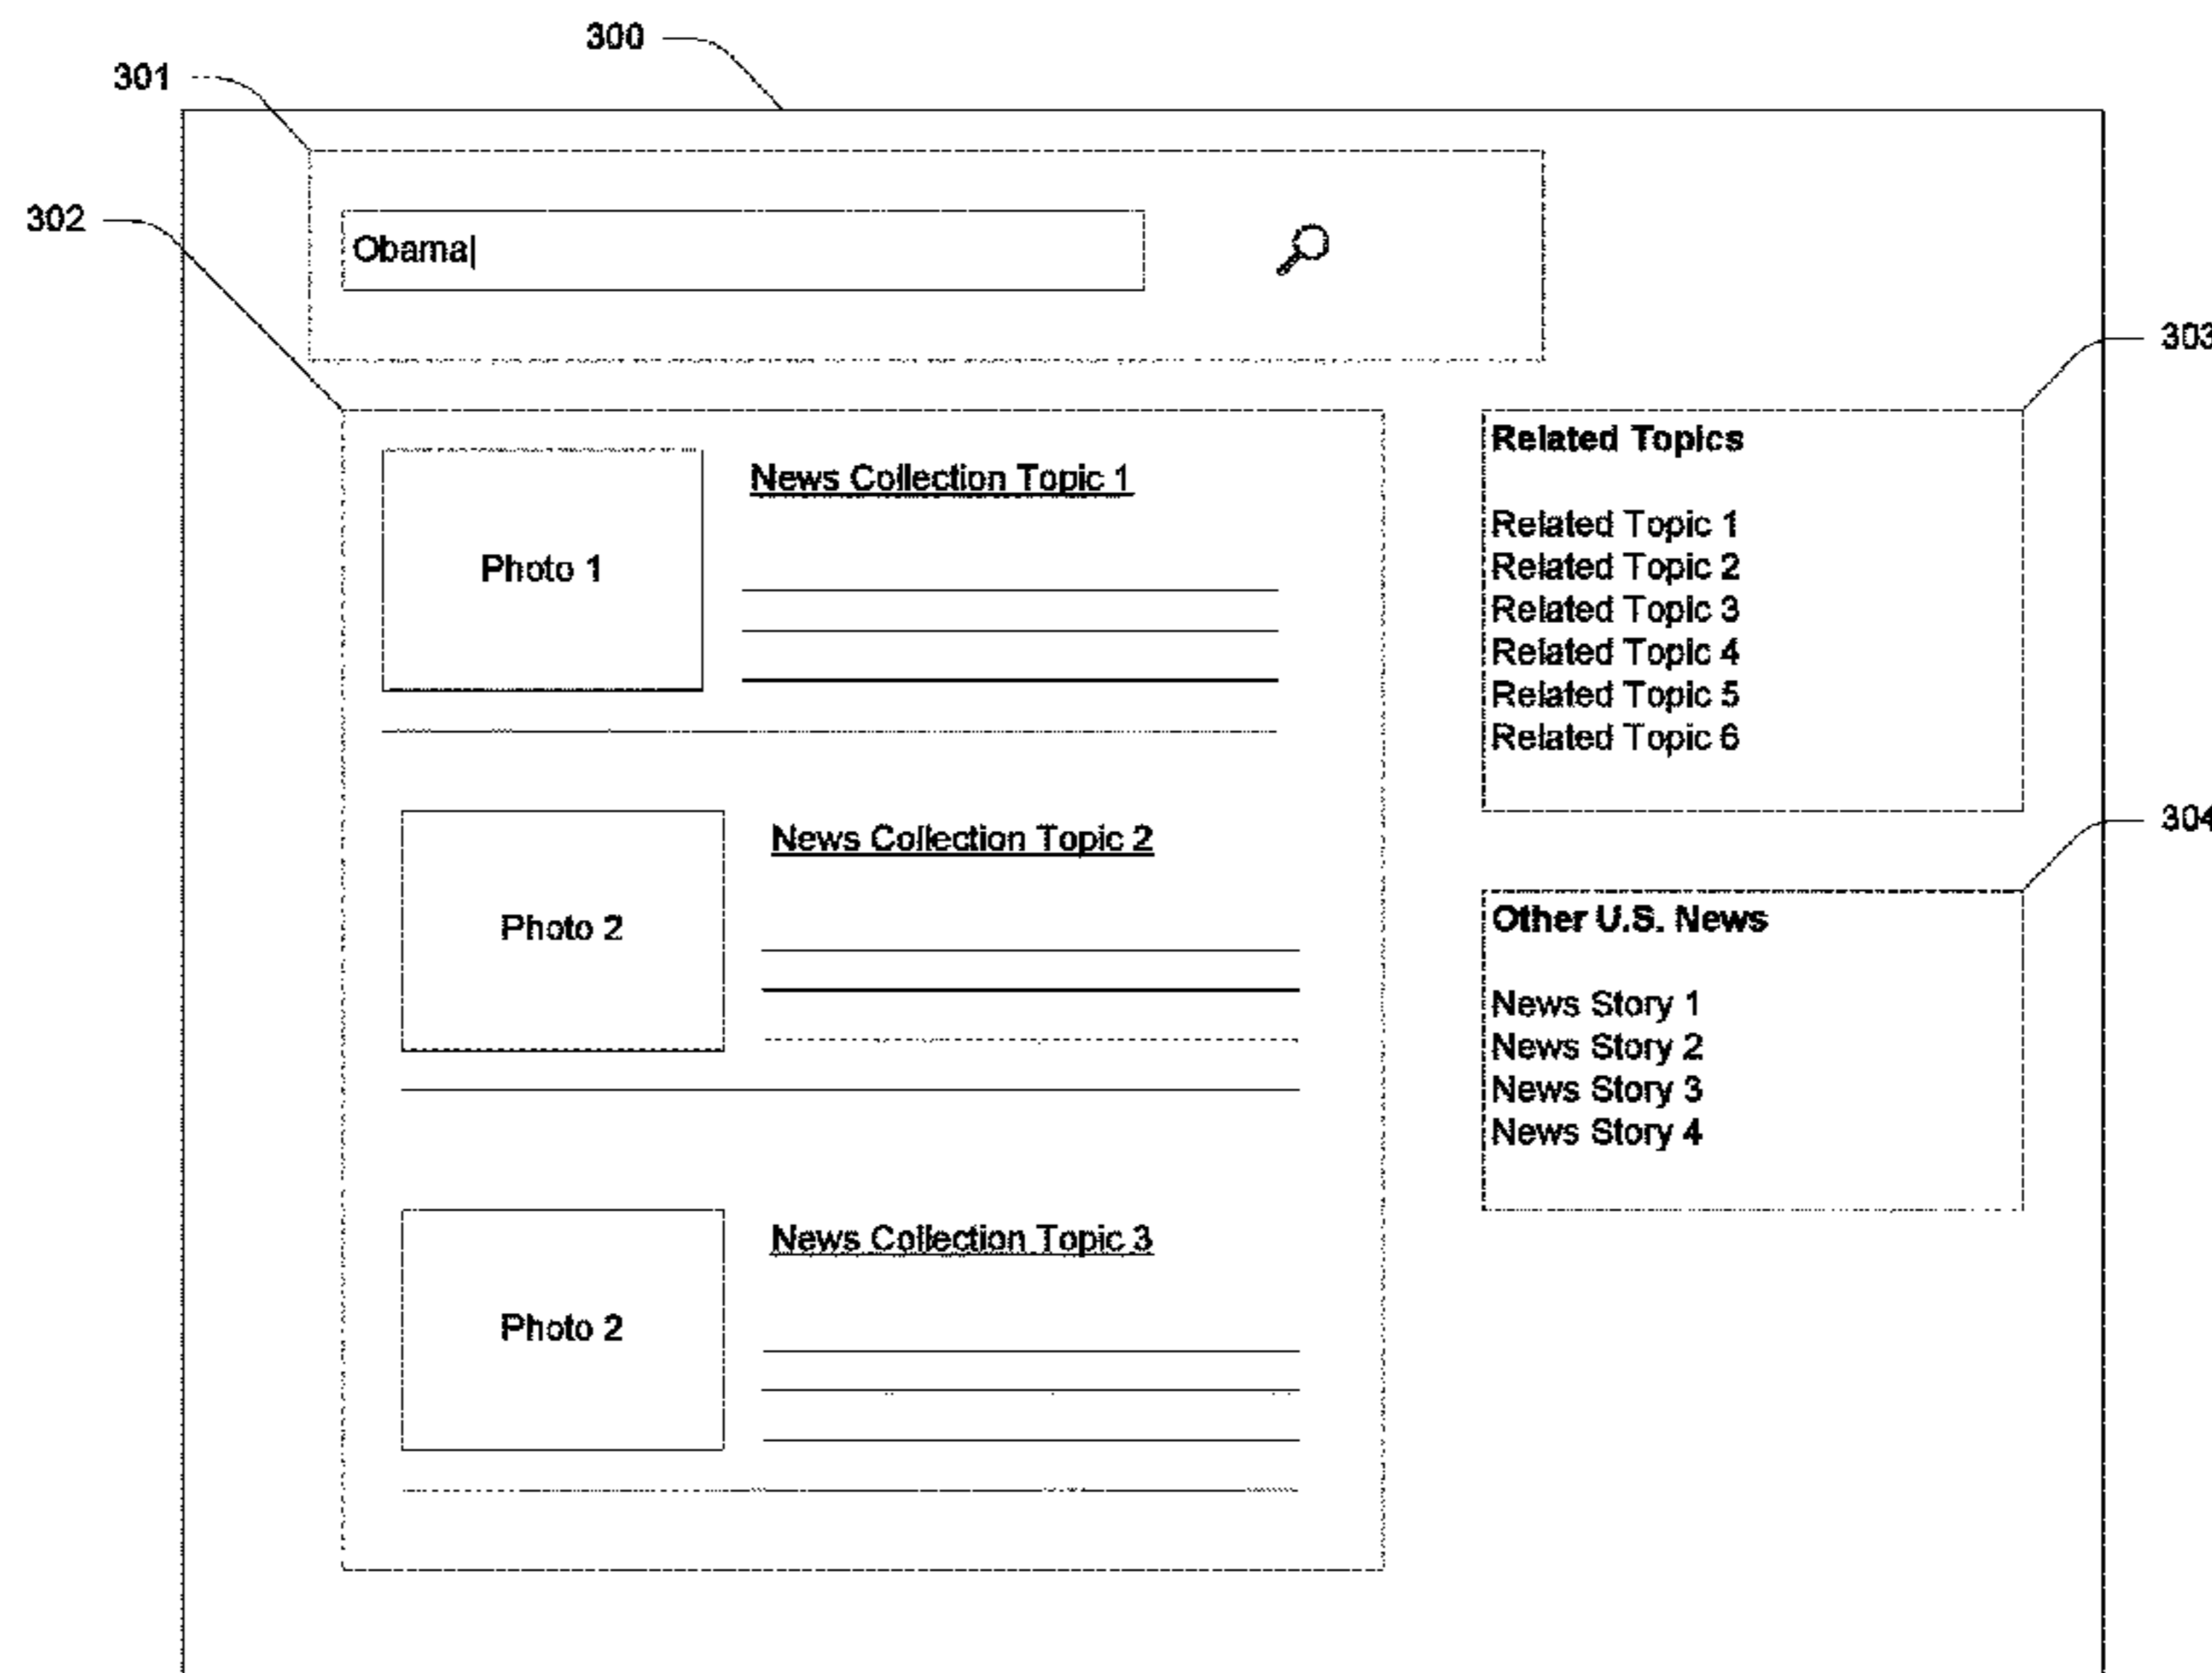 300
301
302
Obama
303
Related Topics
News Collection Topic 1
Related Topic 1
Photo 1
Related Topic 2
Related Topic 3
Related Topic 4
Related Topic 5
Related Topic 6
304
News Collection Topic 2
Other U.S. News
Photo 2
News Story 1
News Story 2
News Story 3
News Story 4
News Collection Topic 3
Photo 2